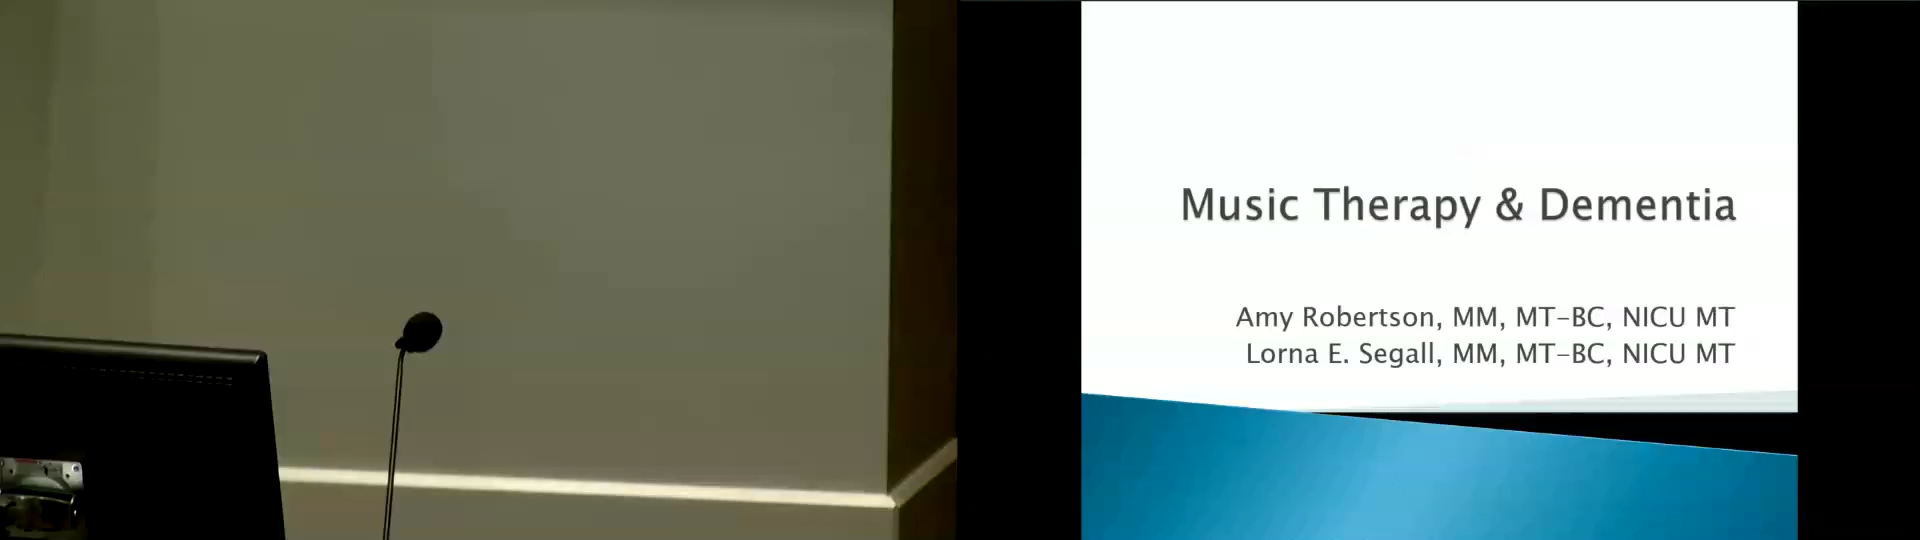 Music Therapy & Dementia
Amy Robertson, MM, MT-BC, NICU MT
Lorna E. Segall, MM, MT-BC, NICU MT